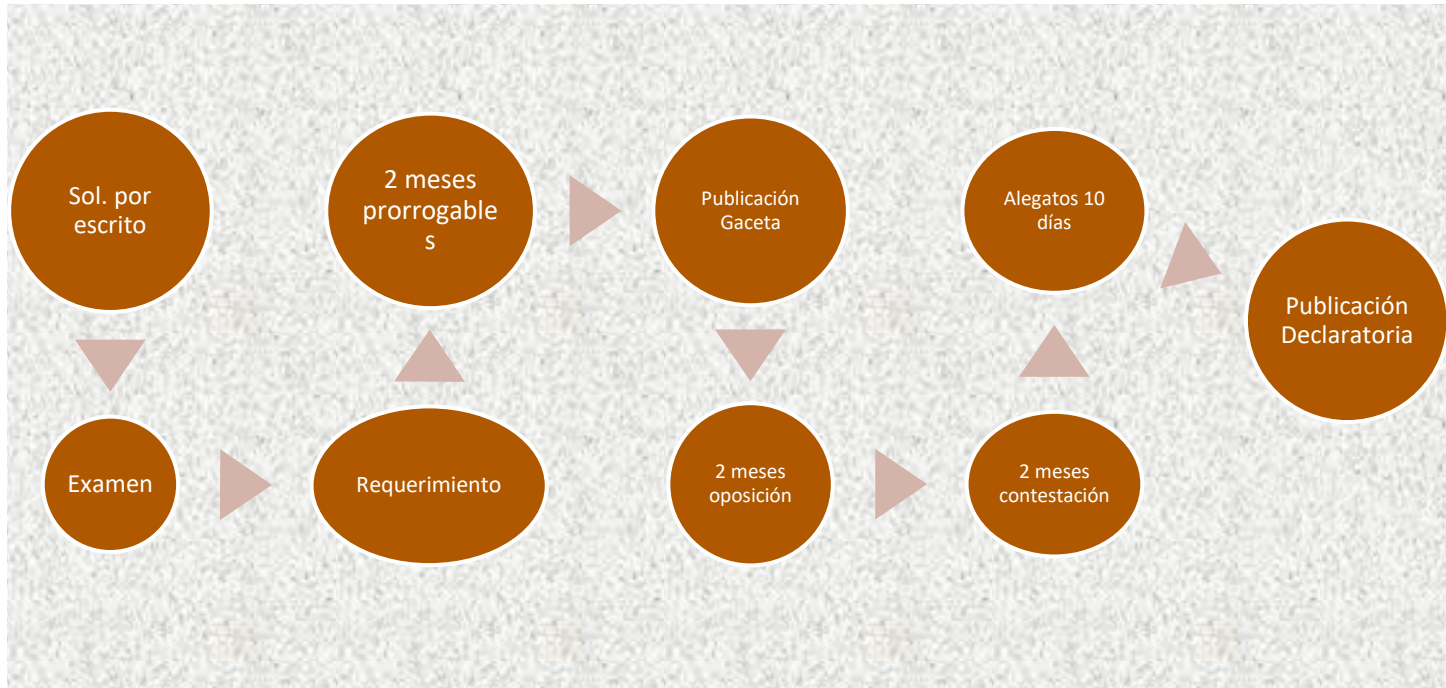 Sol. por
escrito
Examen
Requerimiento
2 meses
prorrogable
s
Publicación
Gaceta
2 meses
oposición
2 meses
contestación
Alegatos 10
días
Publicación
Declaratoria